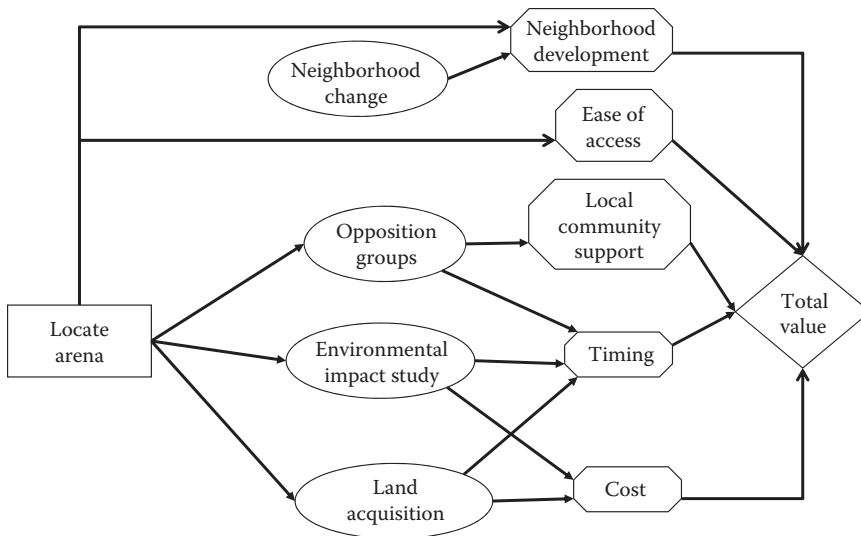 Neighborhood
development
Neighborhood
change
Ease of
access
Local
community
support
Opposition
groups
Total
value
Locate
arena
Environmental
impact study
Timing
Land
acquisition
Cost